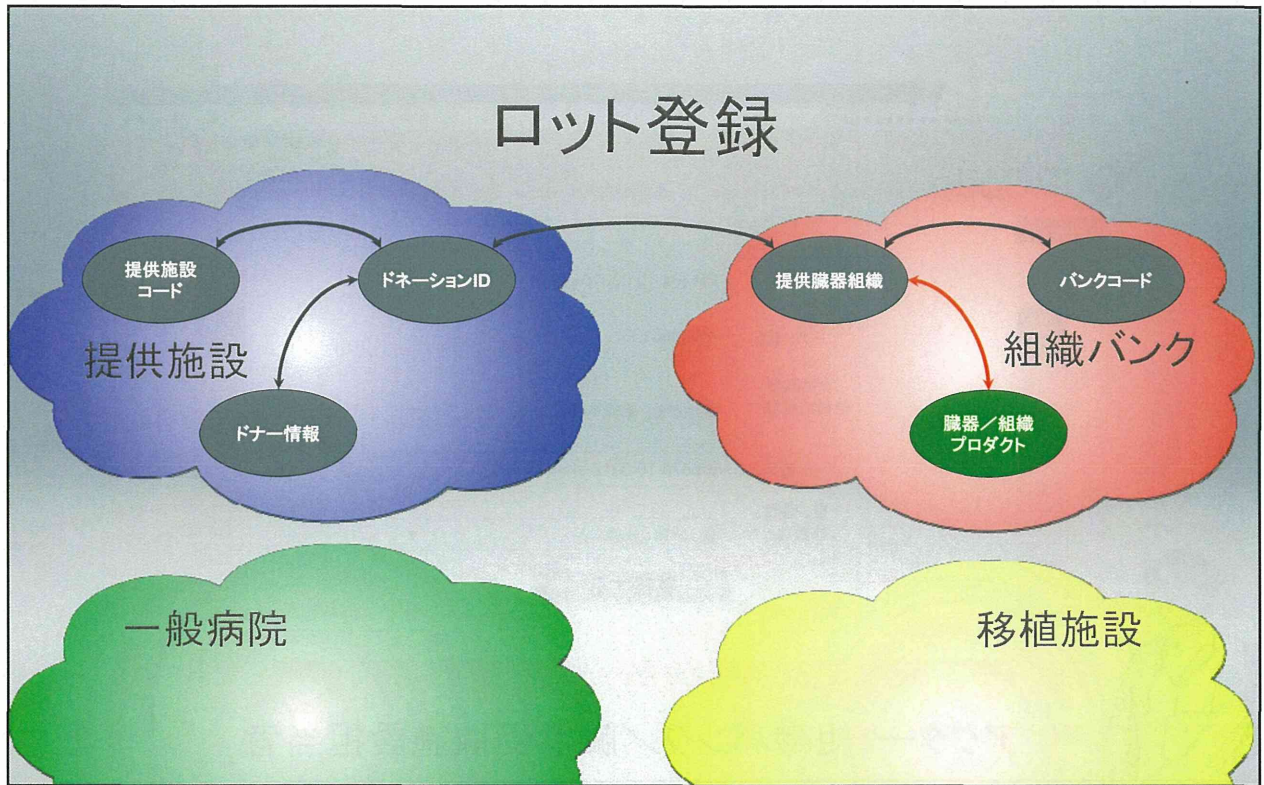 ロット登録
提供施設
コード
ドネーションID
提供臓器組織
バンクコード
提供施設
組織バンク
ドナー情報
臓器／組織
プロダクト
一般病院
移植施設